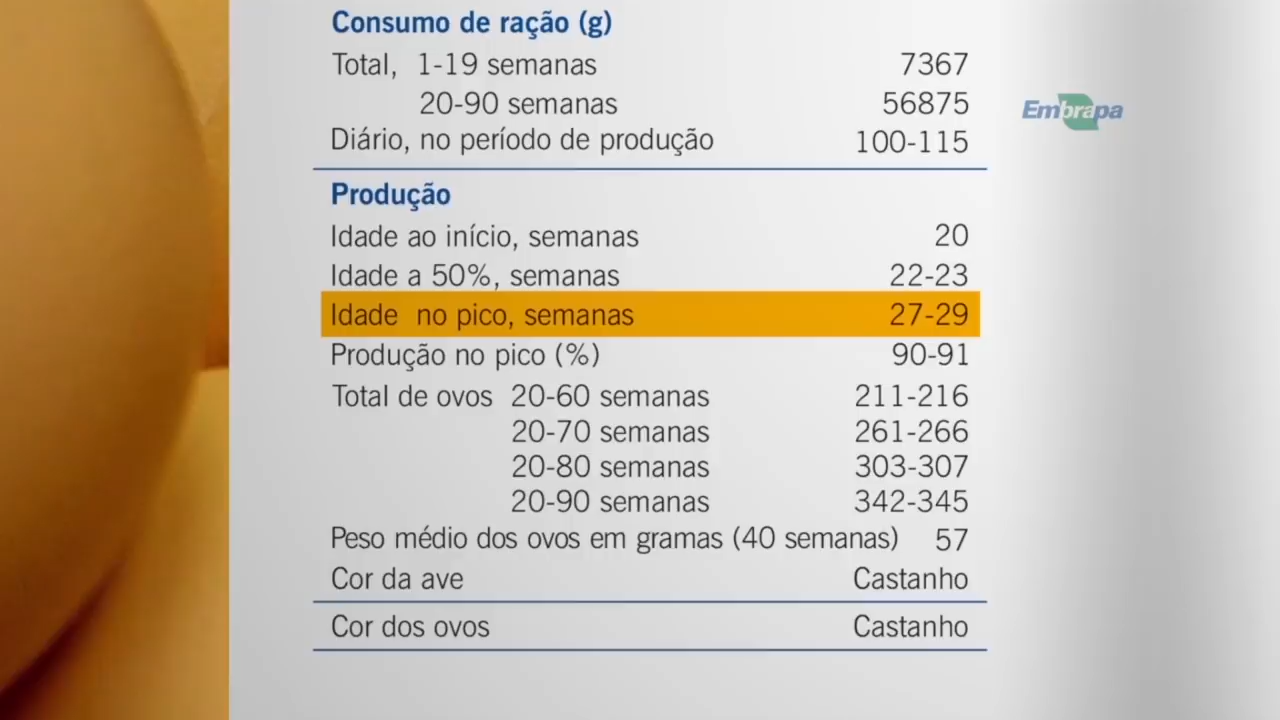 Consumo de ração (g)
Total, 1-19 semanas 7367
20-90 semanas 56875
Diário, no período de produção 100-115
Embrapa
Produção
Idade ao início, semanas 20
Idade a 50%, semanas 22-23
Idade no pico, semanas 27-29
Produção no pico (%) 90-91
Total de ovos 20-60 semanas 211-216
20-70 semanas 261-266
20-80 semanas 303-307
20-90 semanas 342-345
Peso médio dos ovos em gramas (40 semanas) 57
Cor da ave Castanho
Cor dos ovos Castanho